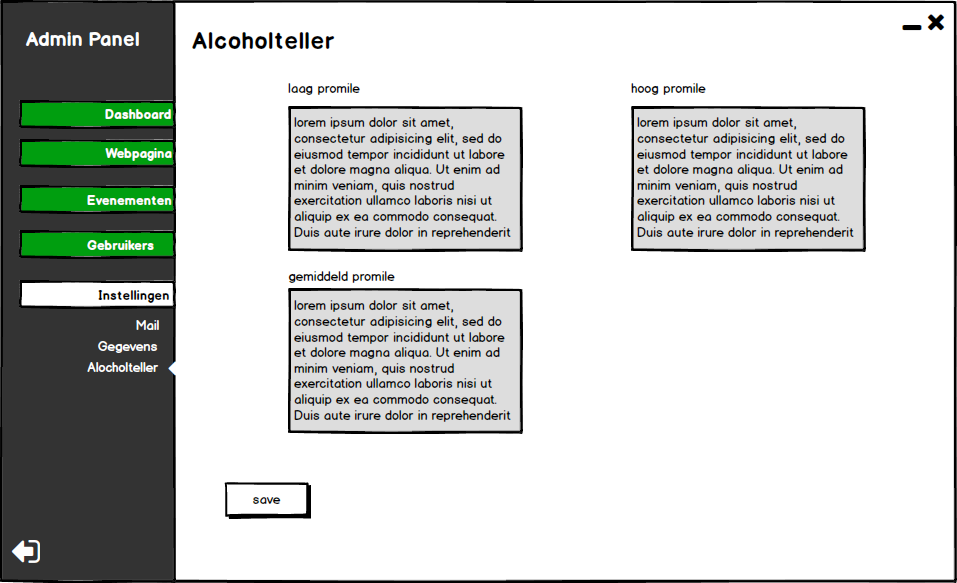 Admin Panel
Dashboard
Webpagina
Evenementen
Gebruikers
Instellingen
Mail
Gegevens
Alocholteller
Alcoholteller
laag promile
lorem ipsum dolor sit amet,
consectetur adipisicing elit, sed do
eiusmod tempor incididunt ut labore
et dolore magna aliqua. Ut enim ad
minim veniam, quis nostrud
exercitation ullamco laboris nisi ut
aliquip ex ea commodo consequat.
Duis aute irure dolor in reprehenderit
hoog promile
lorem ipsum dolor sit amet,
consectetur adipisicing elit, sed do
eiusmod tempor incididunt ut labore
et dolore magna aliqua. Ut enim ad
minim veniam, quis nostrud
exercitation ullamco laboris nisi ut
aliquip ex ea commodo consequat.
Duis aute irure dolor in reprehenderit
gemiddeld promile
lorem ipsum dolor sit amet,
consectetur adipisicing elit, sed do
eiusmod tempor incididunt ut labore
et dolore magna aliqua. Ut enim ad
minim veniam, quis nostrud
exercitation ullamco laboris nisi ut
aliquip ex ea commodo consequat.
Duis aute irure dolor in reprehenderit
save